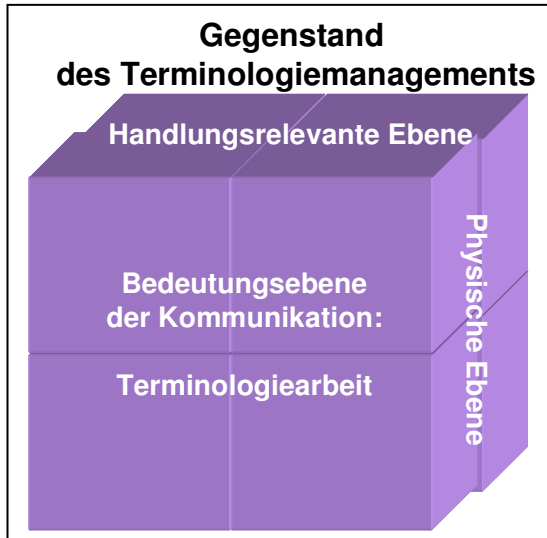 Gegenstand
des Terminologiemanagements
Handlungsrelevante Ebene
Bedeutungsebene
der Kommunikation:
Terminologiearbeit
Physische Ebene